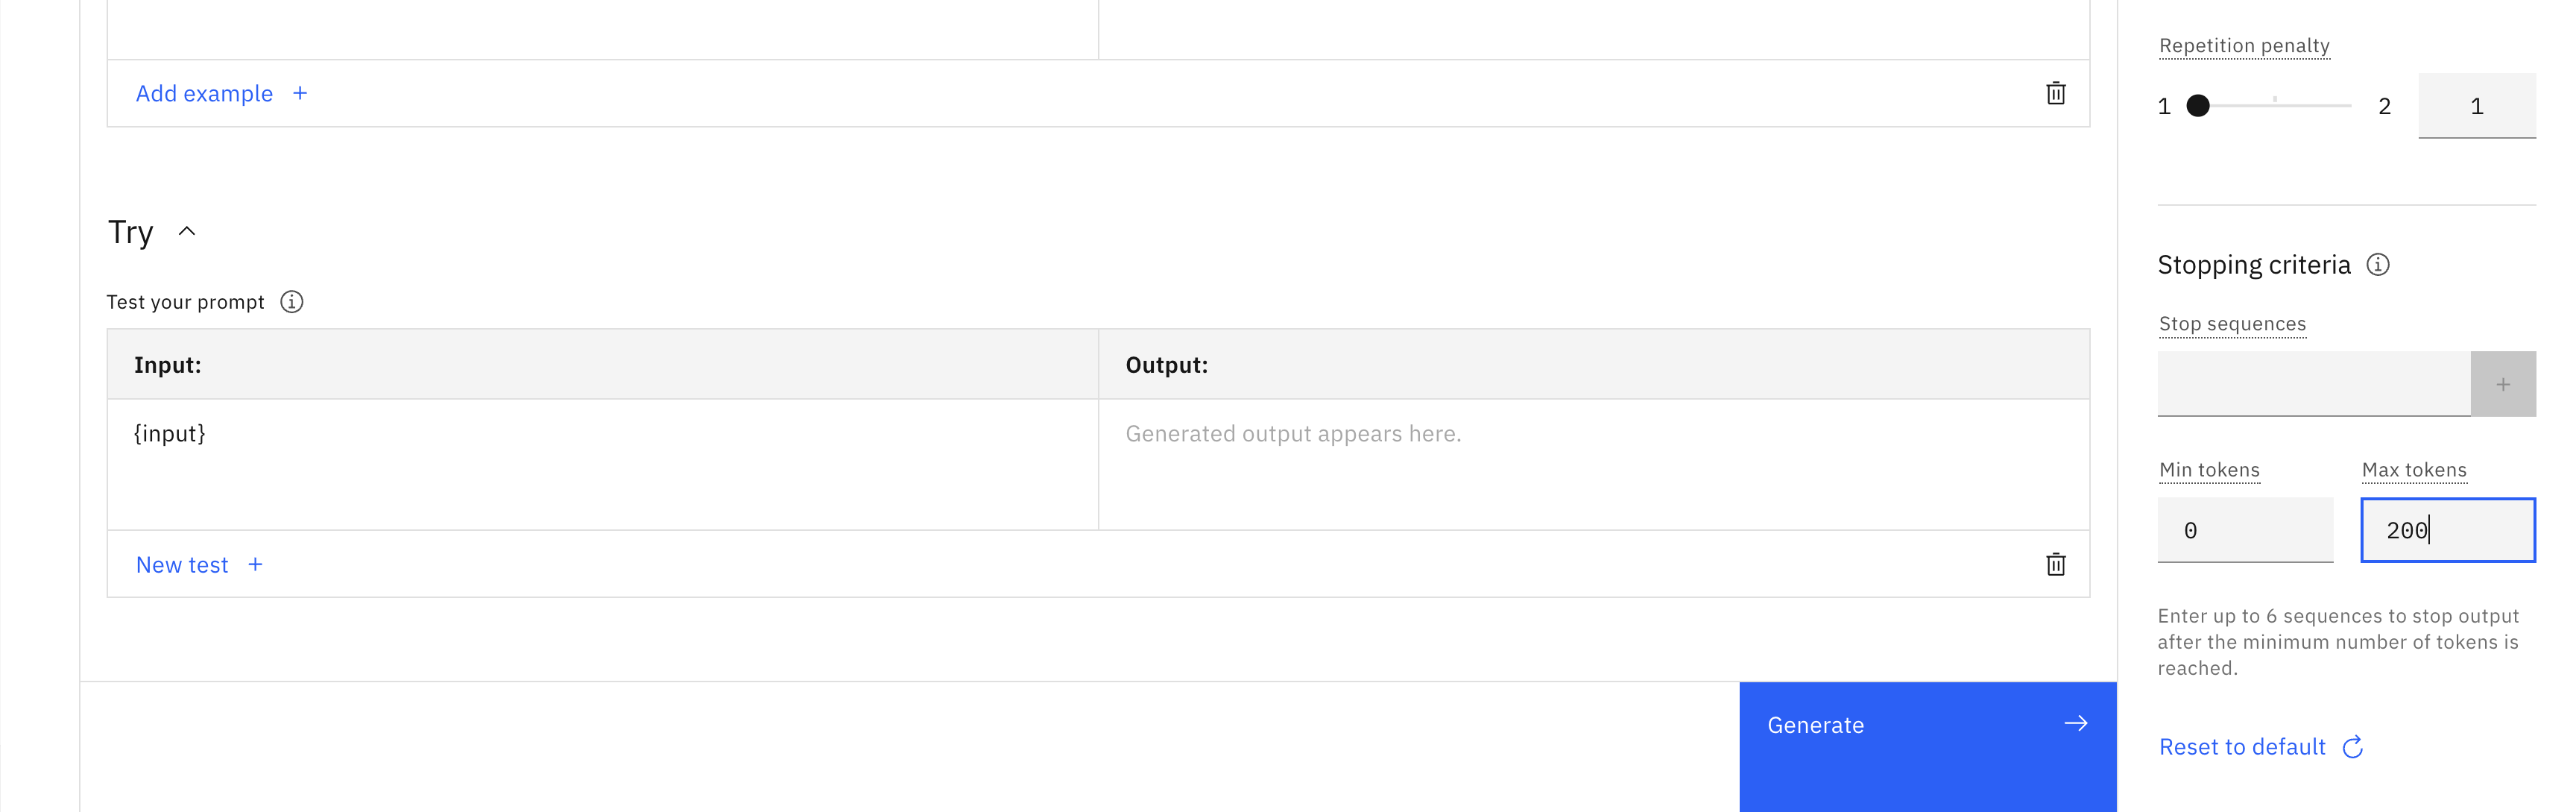 Add example +
Try
Test your prompt
Input:
Output:
{input}
Generated output appears here.
New test +
Generate
Repetition penalty
1 2 1
Stopping criteria
Stop sequences
+
Min tokens Max tokens
0 200
Enter up to 6 sequences to stop output
after the minimum number of tokens is
reached.
Reset to default